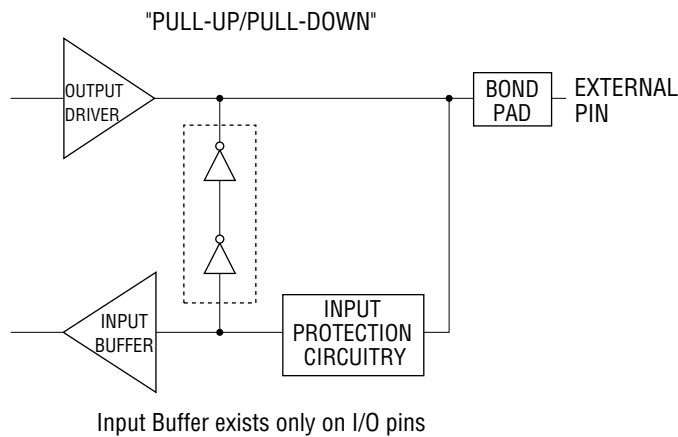 "PULL-UP/PULL-DOWN"
OUTPUT
DRIVER
BOND
PAD
EXTERNAL
PIN
INPUT
BUFFER
INPUT
PROTECTION
CIRCUITRY
Input Buffer exists only on I/O pins